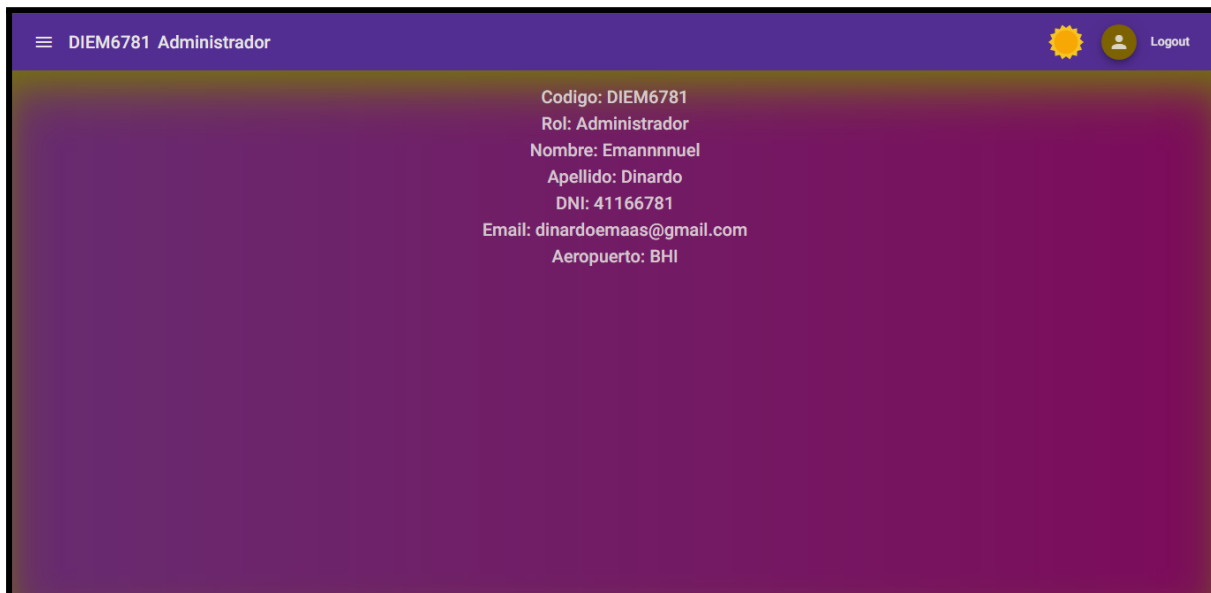 DIEM6781 Administrador Logout
Codigo: DIEM6781
Rol: Administrador
Nombre: Emannnnuel
Apellido: Dinardo
DNI: 41166781
Email: dinardoemaas@gmail.com
Aeropuerto: BHI